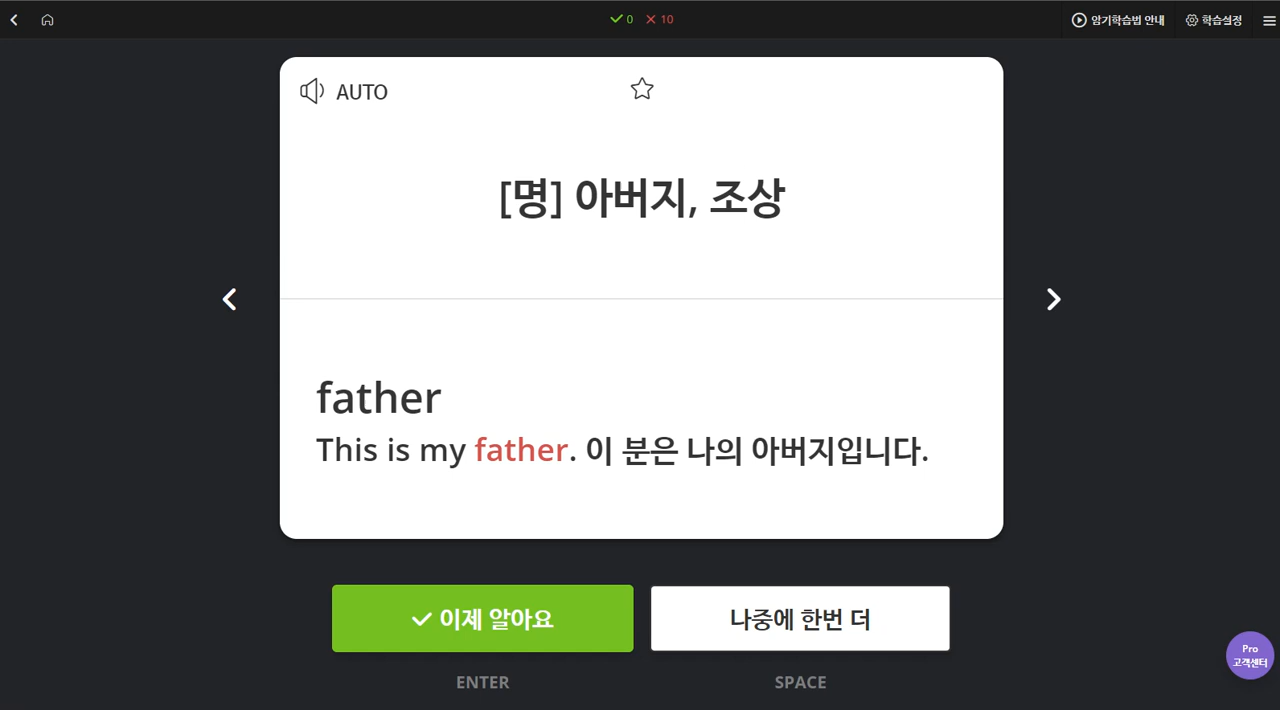 0 10 암기학습법 안내 학습설정
AUTO
[명] 아버지, 조상
father
This is my father. 이 분은 나의 아버지입니다.
이제 알아요 나중에 한번 더
Pro
고객센터
ENTER SPACE